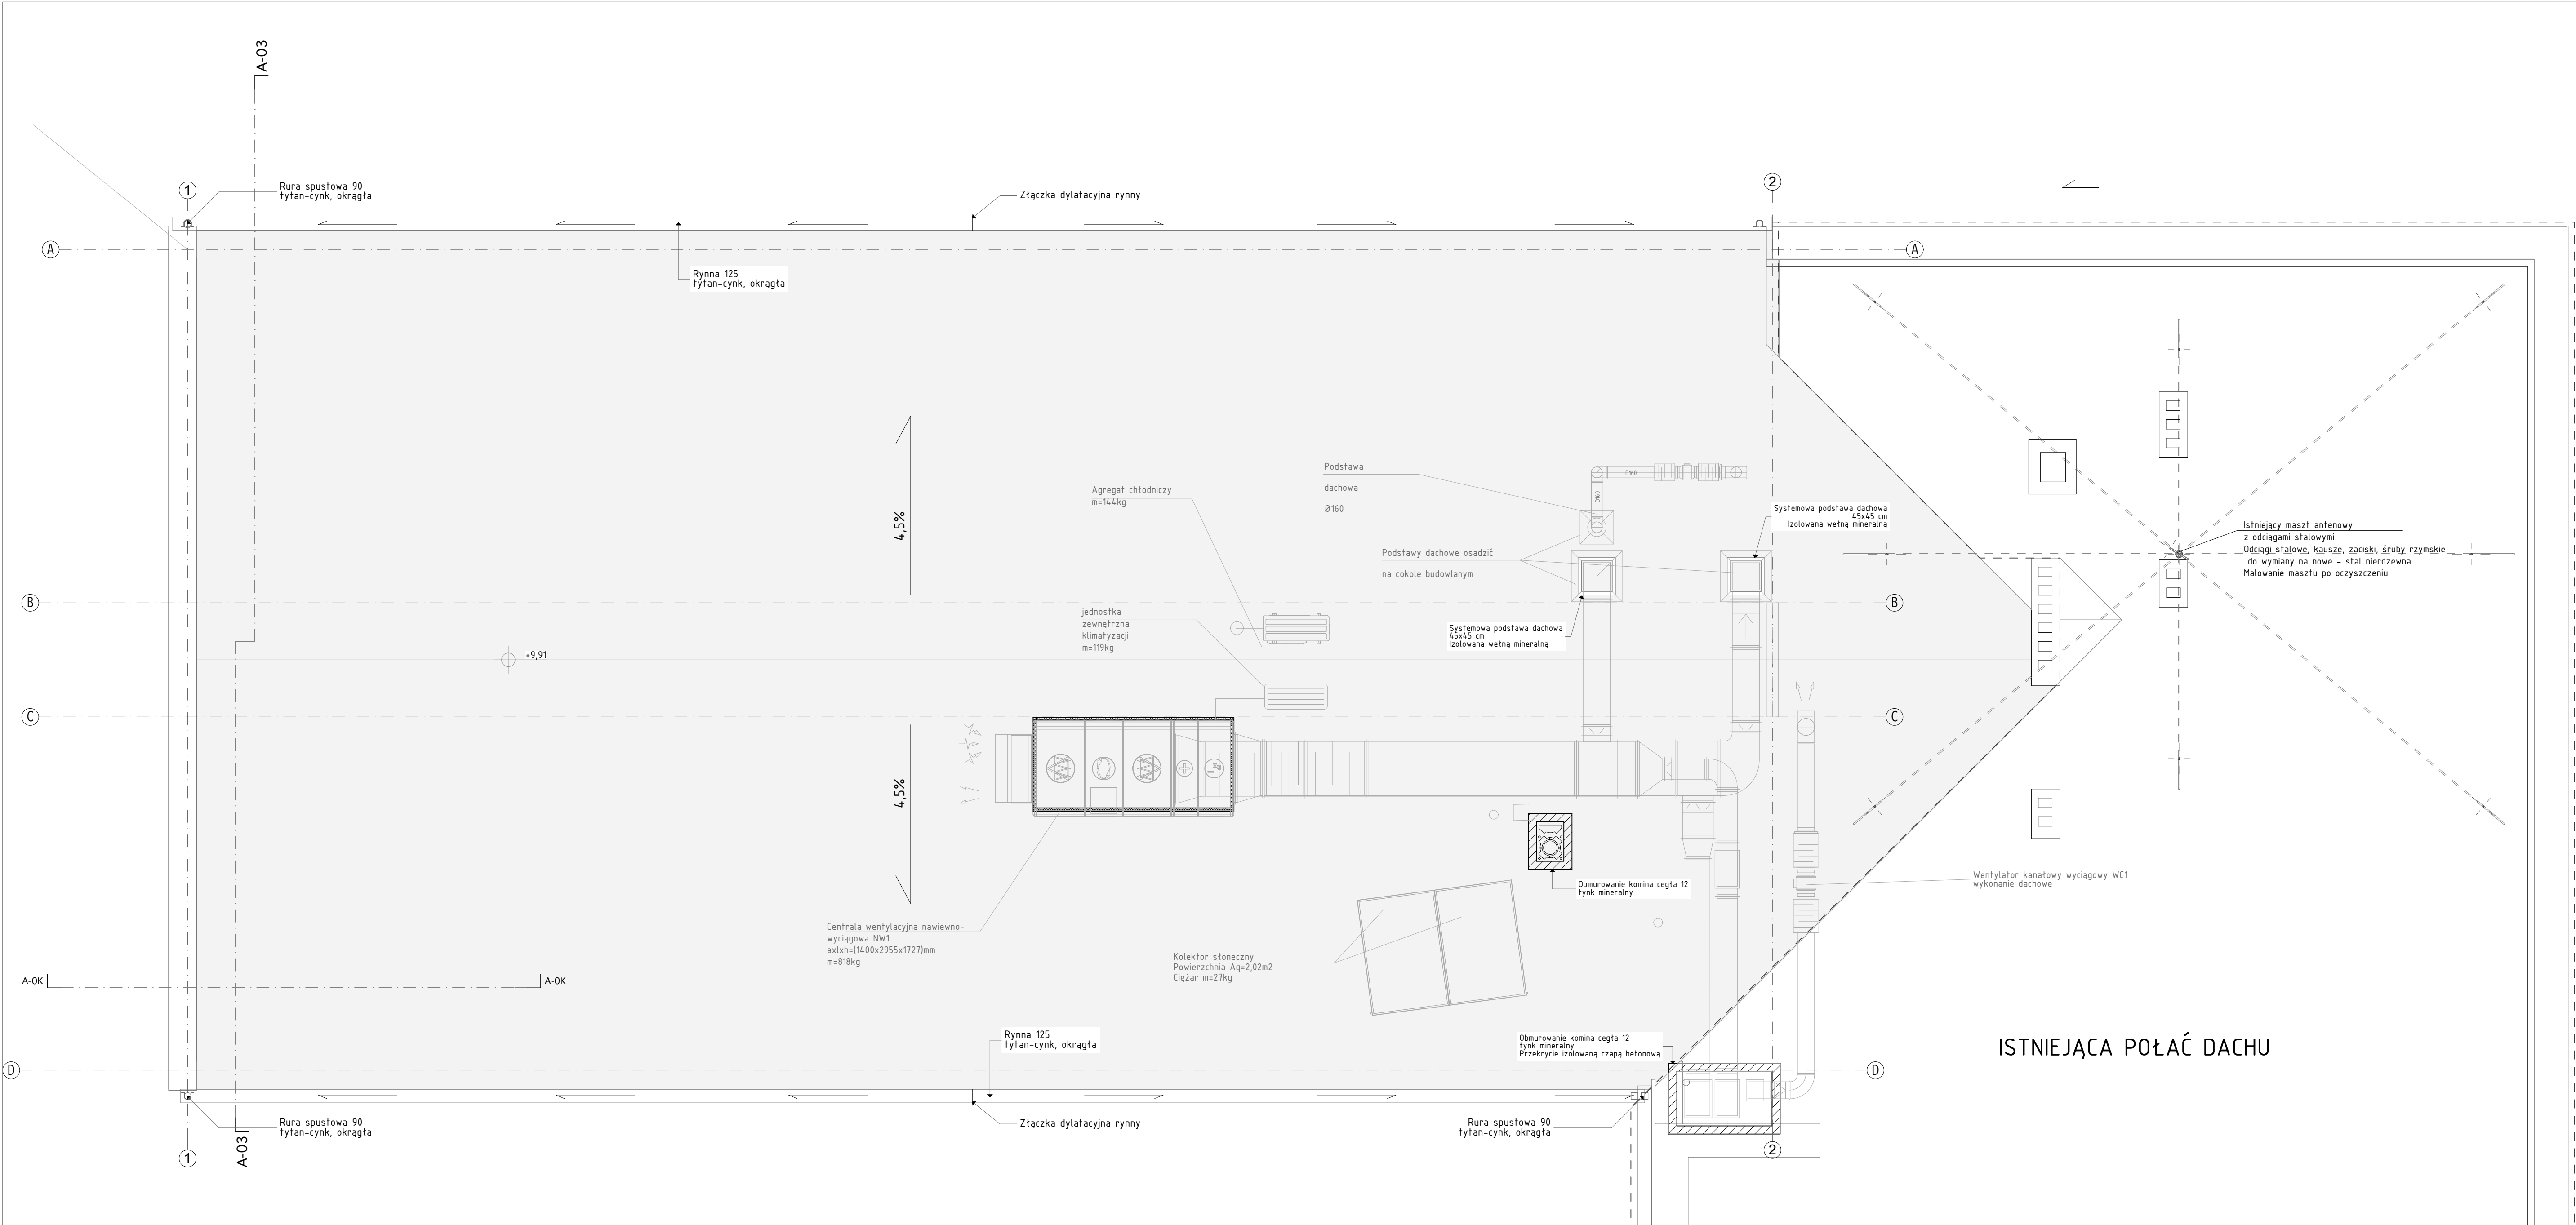 A-03
1
Rura spustowa 90
tytan-cynk, okrągła
Złączka dylatacyjna rynny
2
A
A
Rynna 125
tytan-cynk, okrągła
Podstawa
dachowa
Ø160
D160
D160
Agregat chłodniczy
m=144kg
4,5%
Systemowa podstawa dachowa
45x45 cm
Izolowana wełną mineralną
Istniejący maszt antenowy
z odciągami stalowymi
Odciągi stalowe, kausze, zaciski, śruby rzymskie
do wymiany na nowe - stal nierdzewna
Malowanie masztu po oczyszczeniu
Podstawy dachowe osadzić
na cokole budowlanym
B
B
jednostka
zewnętrzna
klimatyzacji
m=119kg
Systemowa podstawa dachowa
45x45 cm
Izolowana wełną mineralną
+9,91
C
C
4,5%
Obmurowanie komina cegła 12
tynk mineralny
Wentylator kanałowy wyciągowy WC1
wykonanie dachowe
Centrala wentylacyjna nawiewno-
wyciągowa NW1
axlxh=(1400x2955x1727)mm
m=818kg
Kolektor słoneczny
Powierzchnia Ag=2,02m2
Ciężar m=27kg
A-0K
A-0K
Rynna 125
tytan-cynk, okrągła
Obmurowanie komina cegła 12
tynk mineralny
Przekrycie izolowaną czapą betonową
ISTNIEJĄCA POŁAĆ DACHU
D
D
Rura spustowa 90
tytan-cynk, okrągła
Złączka dylatacyjna rynny
Rura spustowa 90
tytan-cynk, okrągła
1
A-03
2